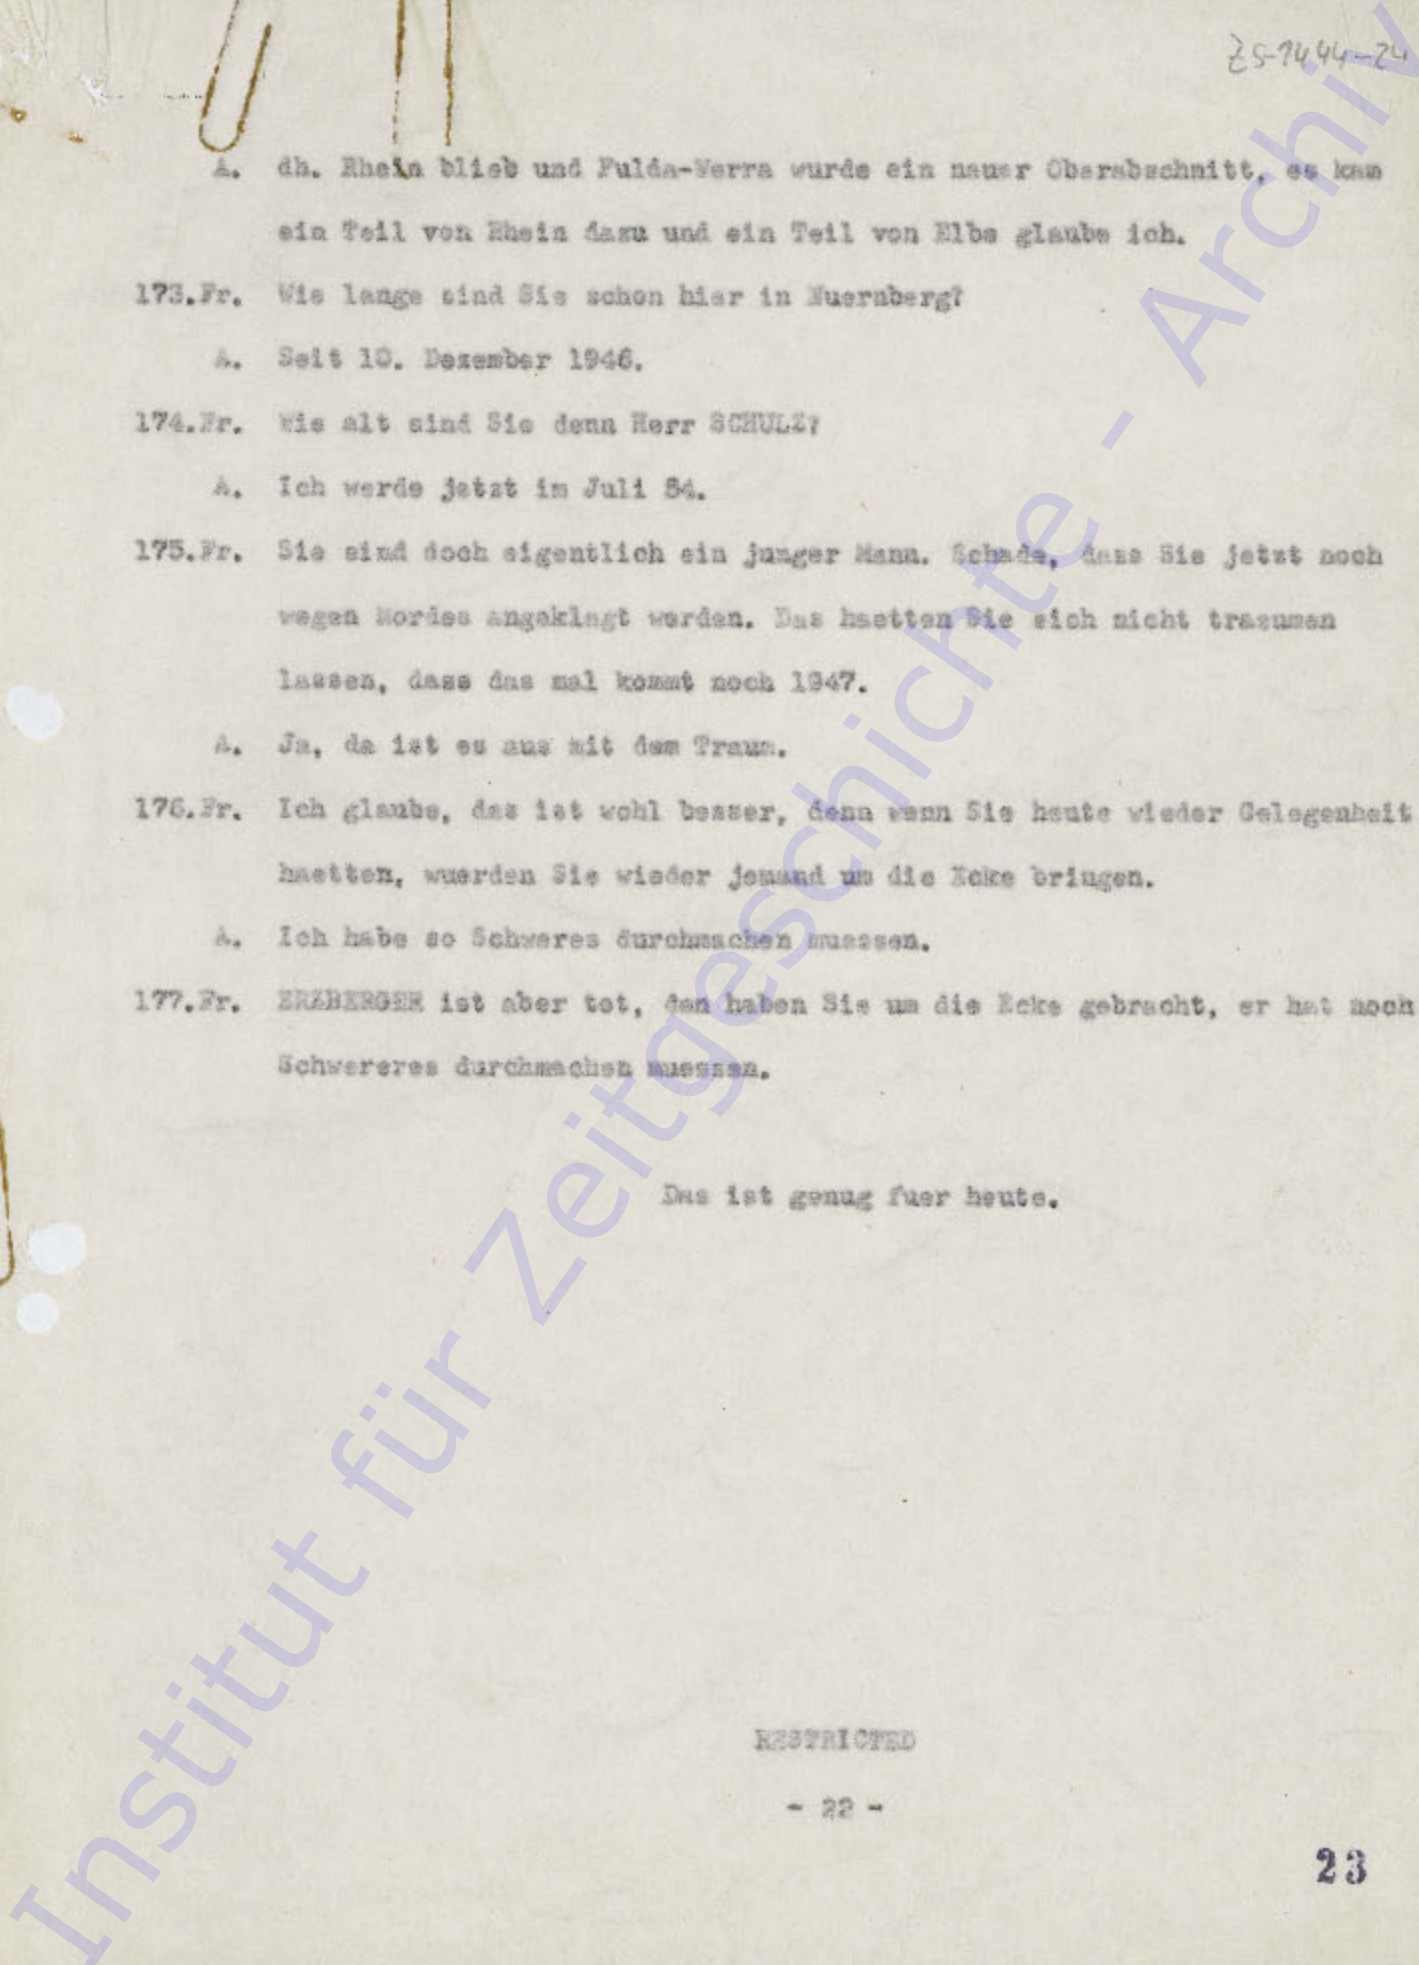 ZS-1444-24
A. dh. Rhein blieb und Fulda-Werra wurde ein neuer Oberabschnitt, es kam
ein Teil von Rhein dazu und ein Teil von Elbe glaube ich.
173.Fr. Wie lange sind Sie schon hier in Nuernberg?
A. Seit 10. Dezember 1946.
174.Fr. Wie alt sind Sie denn Herr SCHULZ?
A. Ich werde jetzt im Juli 54.
175.Fr. Sie sind doch eigentlich ein junger Mann. Schade, dass Sie jetzt noch
wegen Mordes angeklagt werden. Das haetten Sie sich nicht traeumen
lassen, dass das mal kommt noch 1947.
A. Ja, da ist es aus mit dem Traum.
176.Fr. Ich glaube, das ist wohl besser, denn wenn Sie heute wieder Gelegenheit
haetten, wuerden Sie wieder jemand um die Ecke bringen.
A. Ich habe so Schweres durchmachen muessen.
177.Fr. ERZBERGER ist aber tot, den haben Sie um die Ecke gebracht, er hat noch
Schwereres durchmachen muessen.
Das ist genug fuer heute.
RESTRICTED
- 22 -
23
Institut für Zeitgeschichte - Archiv